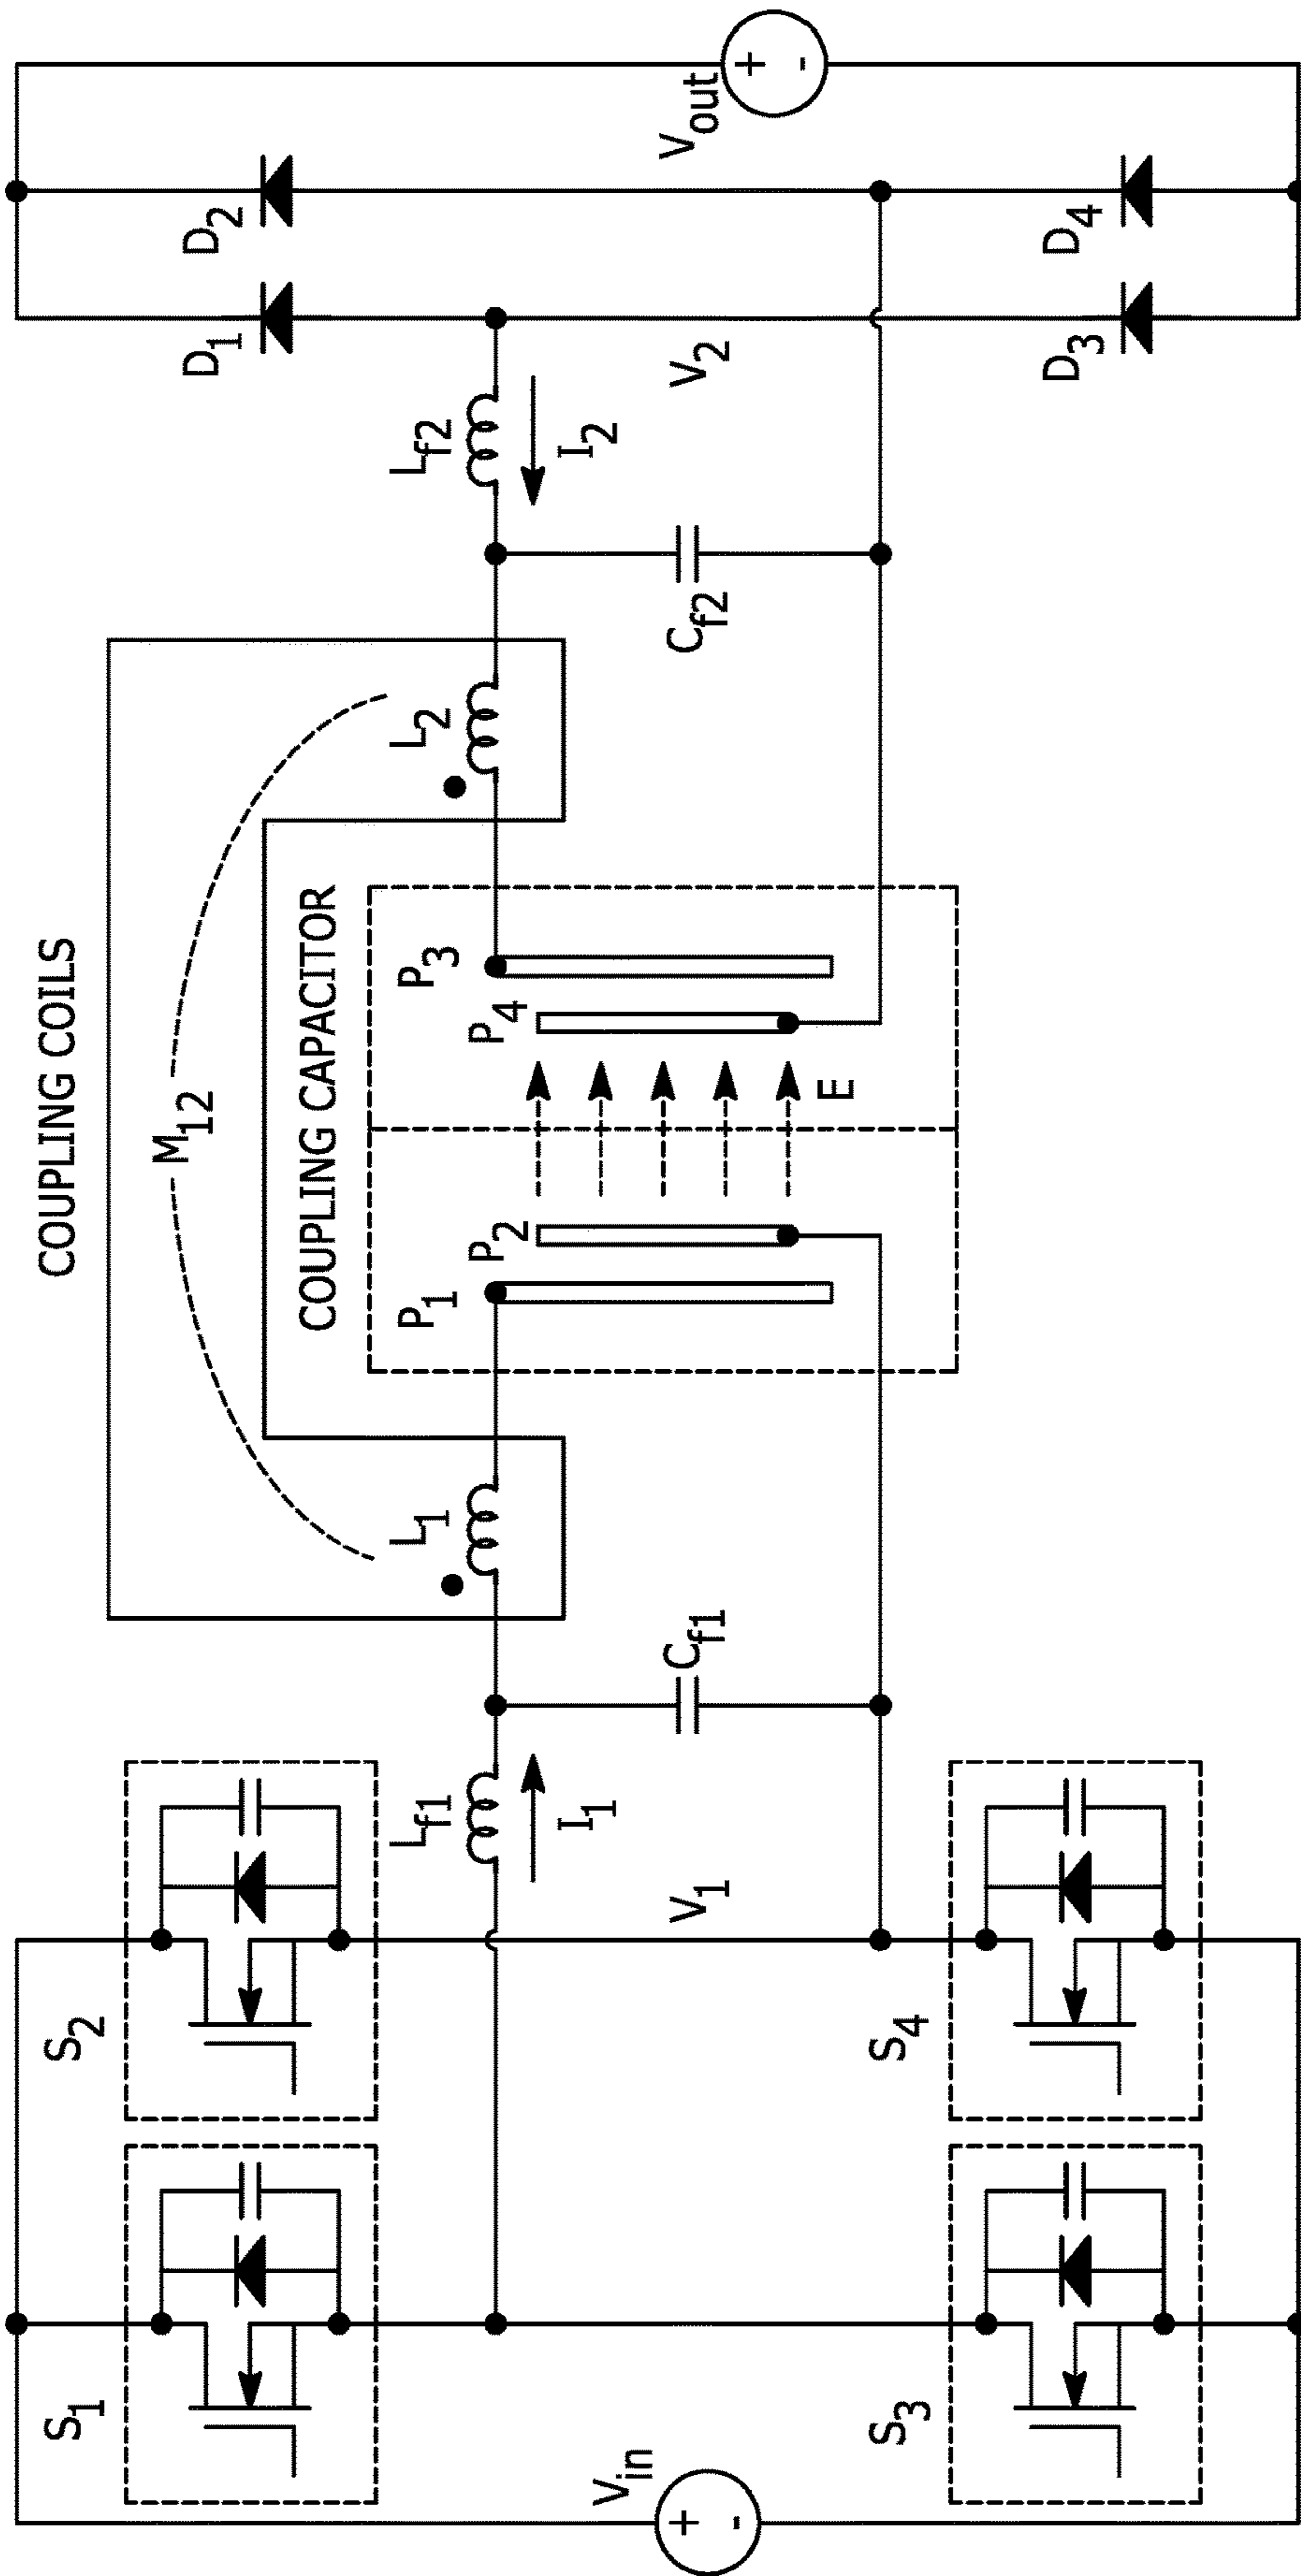 COUPLING COILS
M12
COUPLING CAPACITOR
S1
S2
S3
S4
Vin
+
-
V1
Lf1
I1
Cf1
L1
P1
P2
E
P4
P3
L2
Cf2
Lf2
I2
V2
D1
D2
D3
D4
Vout
+
-